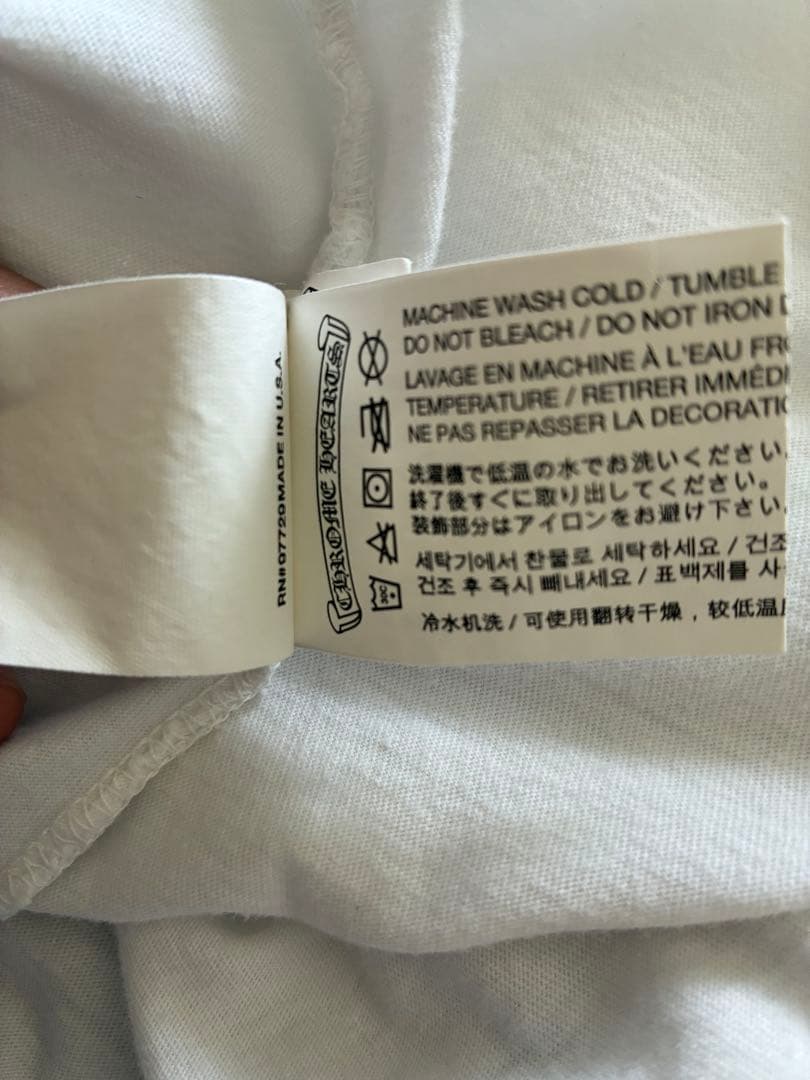 RN#97729 MADE IN U.S.A.
CHROME HEARTS
MACHINE WASH COLD / TUMBLE
DO NOT BLEACH / DO NOT IRON
LAVAGE EN MACHINE À L'EAU
TEMPERATURE / RETIRER
NE PAS REPASSER LA
洗濯機で低温の水でお洗いください
終了後すぐに取り出してください。
装飾部分はアイロンをお避け下さい
세탁기에서 찬물로 세탁하세요 / 건조
건조 후 즉시 빼내세요 / 표백제를
冷水机洗 / 可使用翻转干燥，较低温
30C